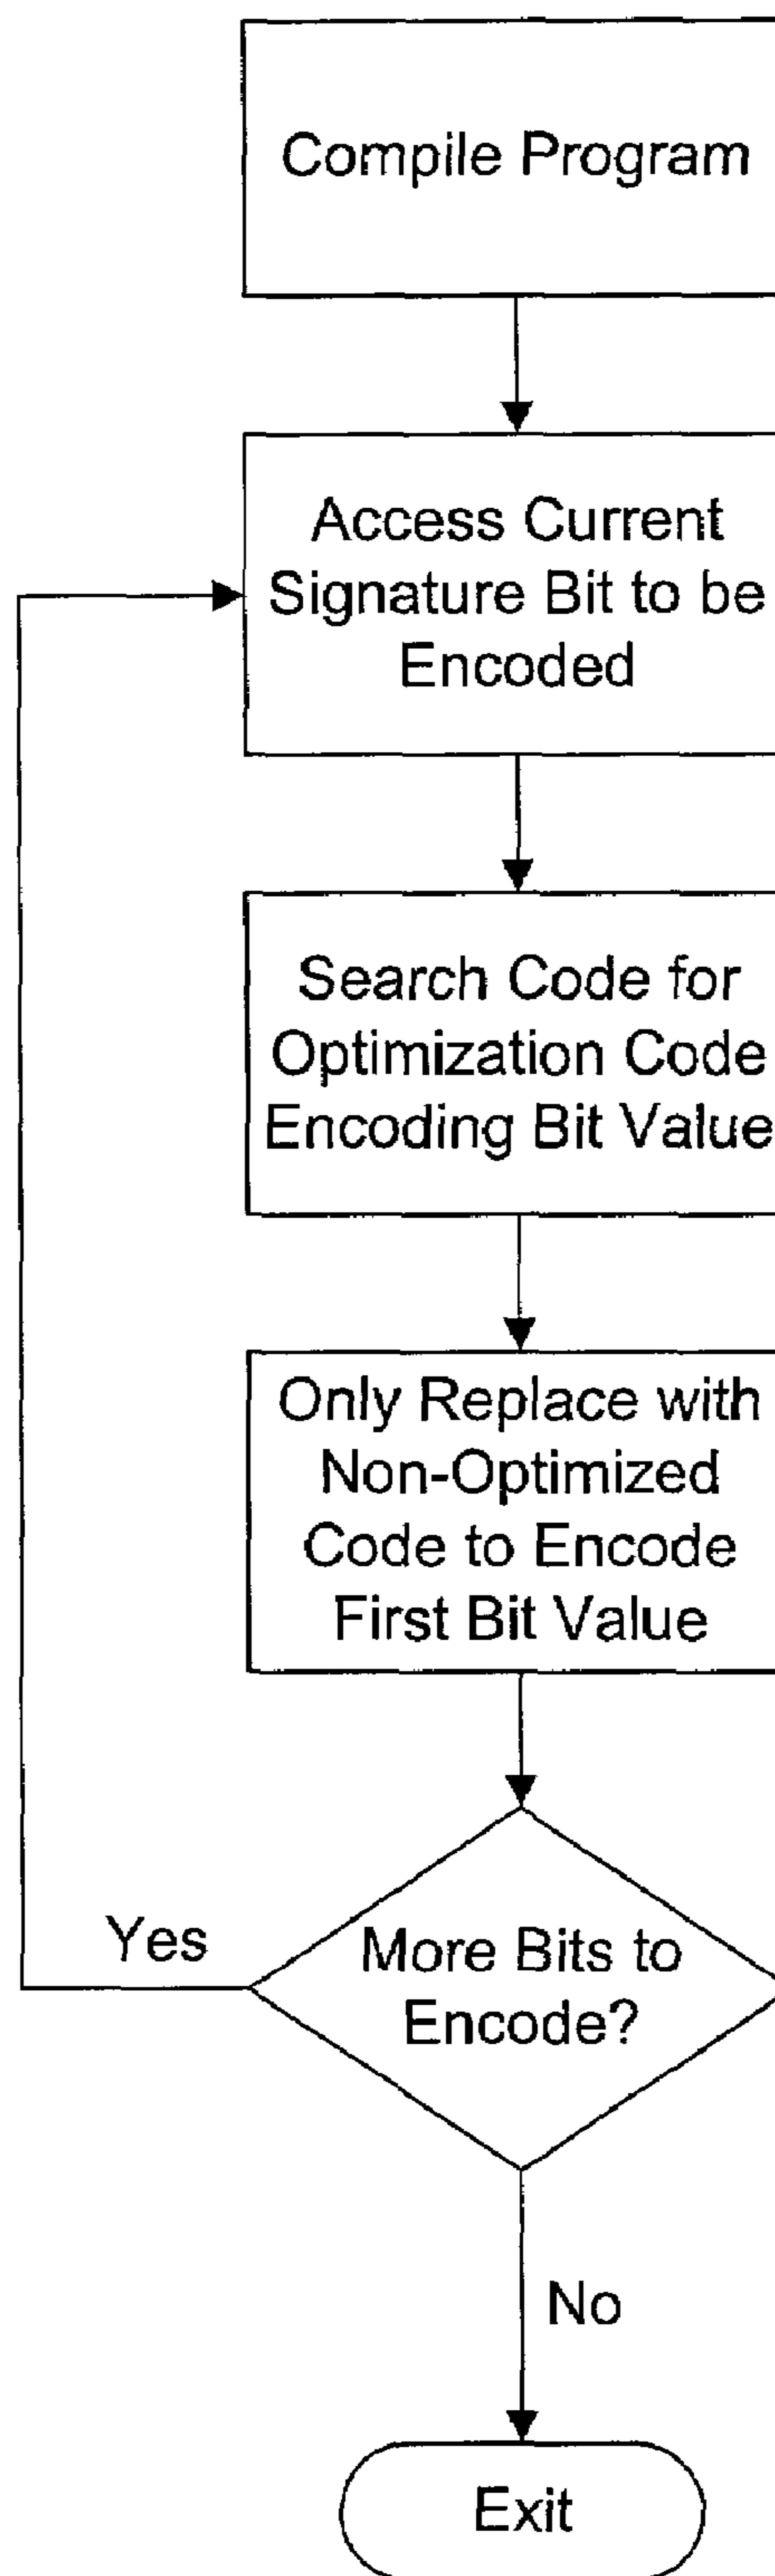 Compile Program
Access Current
Signature Bit to be
Encoded
Search Code for
Optimization Code
Encoding Bit Value
Only Replace with
Non-Optimized
Code to Encode
First Bit Value
Yes
More Bits to
Encode?
No
Exit